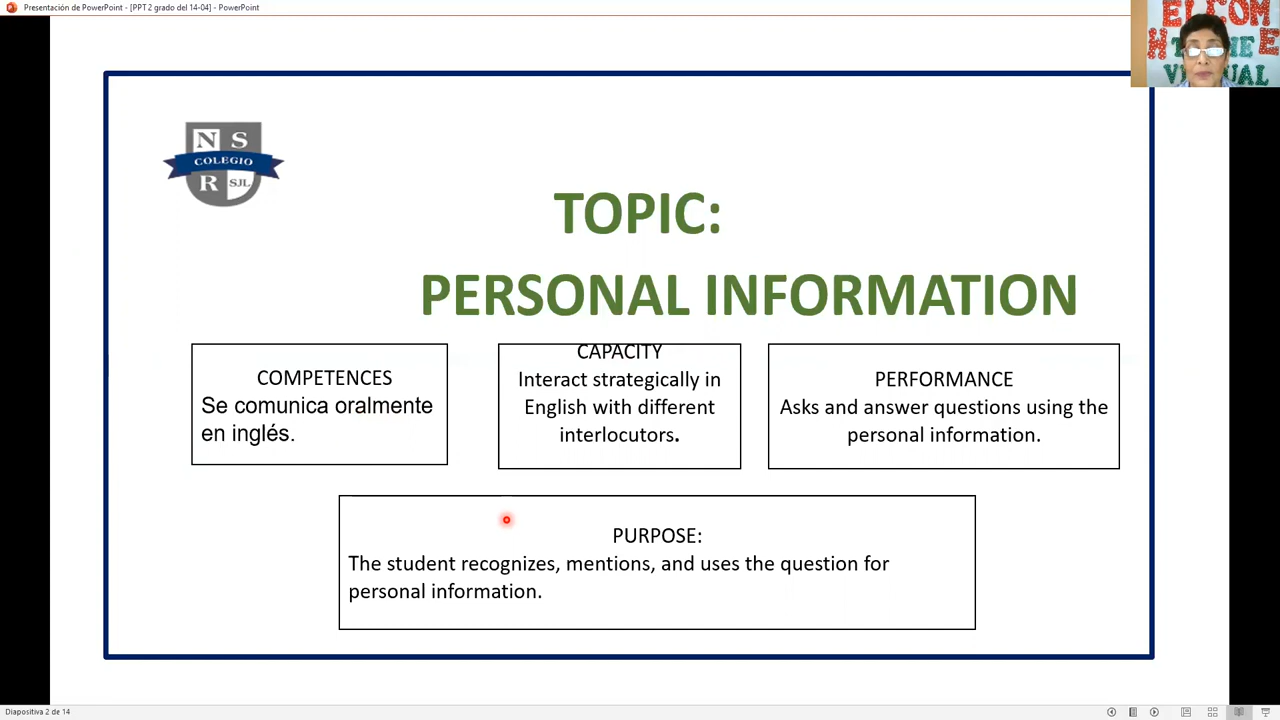 Presentación de PowerPoint - [PPT 2 grado del 14-04] - PowerPoint
N S
COLEGIO
R SJL
TOPIC:
PERSONAL INFORMATION
COMPETENCES
Se comunica oralmente
en inglés.
CAPACITY
Interact strategically in
English with different
interlocutors.
PERFORMANCE
Asks and answer questions using the
personal information.
PURPOSE:
The student recognizes, mentions, and uses the question for
personal information.
Diapositiva 2 de 14